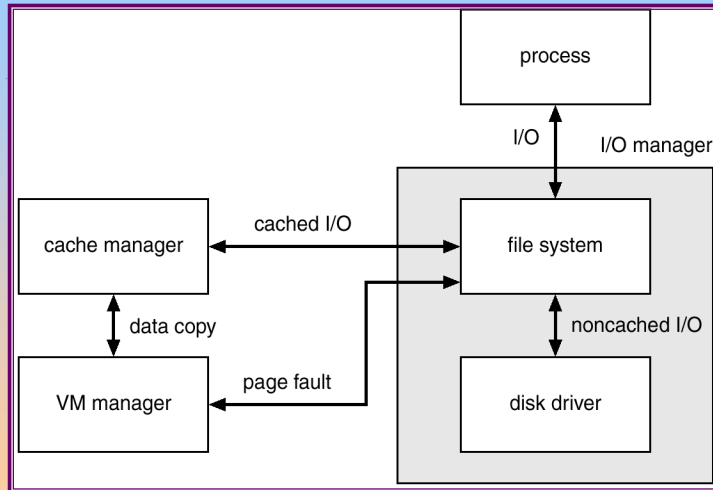 process
I/O
I/O manager
cache manager
cached I/O
file system
data copy
noncached I/O
VM manager
page fault
disk driver